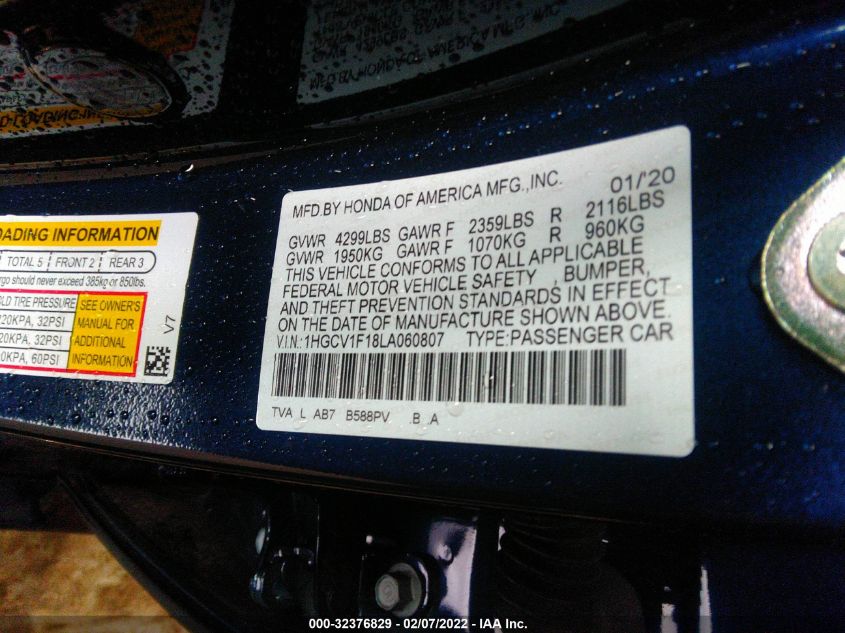 OADING INFORMATION
TOTAL 5 FRONT 2 REAR 3
rgo should never exceed 385kg or 850lbs.
LD TIRE PRESSURE SEE OWNER'S
20KPA, 32PSI MANUAL FOR
20KPA, 32PSI ADDITIONAL
0KPA, 60PSI INFORMATION
V7
MFD.BY HONDA OF AMERICA MFG.,INC. 01/'20
GVWR 4299LBS GAWR F 2359LBS R 2116LBS
GVWR 1950KG GAWR F 1070KG R 960KG
THIS VEHICLE CONFORMS TO ALL APPLICABLE
FEDERAL MOTOR VEHICLE SAFETY , BUMPER,
AND THEFT PREVENTION STANDARDS IN EFFECT
ON THE DATE OF MANUFACTURE SHOWN ABOVE.
V.I.N.:1HGCV1F18LA060807 TYPE:PASSENGER CAR
TVA L AB7 B588PV .B .A
000-32376829 - 02/07/2022 - IAA Inc.